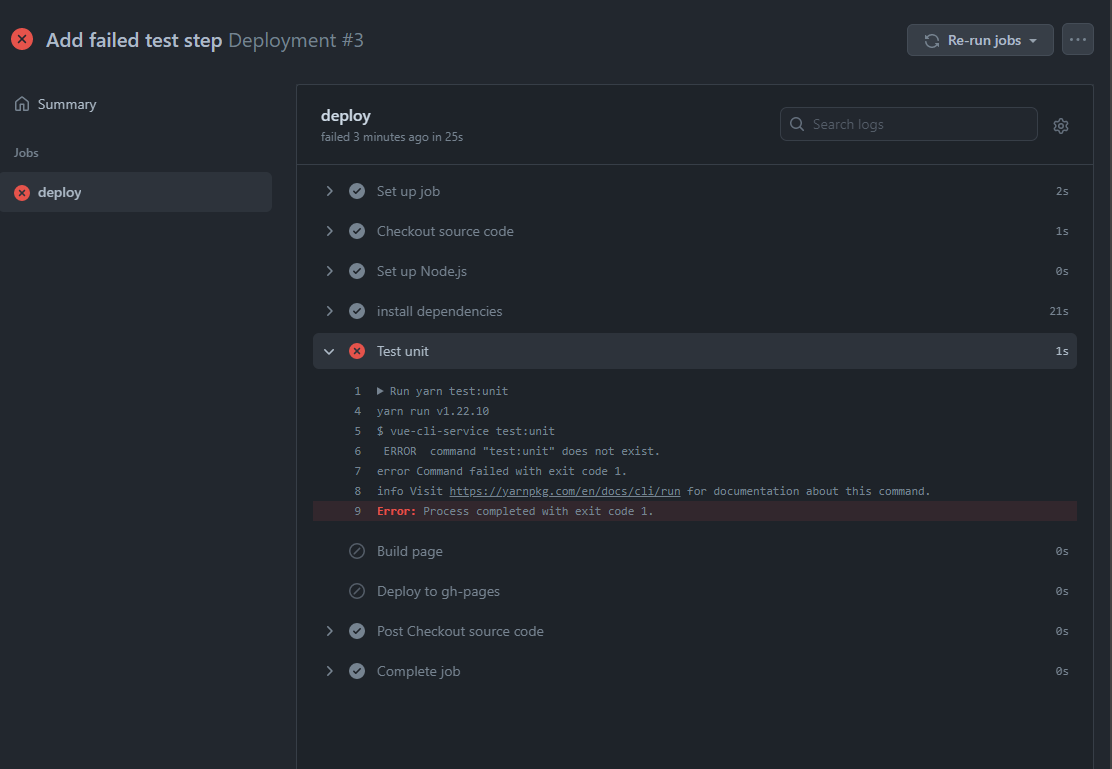 Add failed test step Deployment #3
Re-run jobs
Summary
Jobs
deploy
deploy
failed 3 minutes ago in 25s
Search logs
Set up job 2s
Checkout source code 1s
Set up Node.js 0s
install dependencies 21s
Test unit 1s
1 Run yarn test:unit
4 yarn run v1.22.10
5 $ vue-cli-service test:unit
6 ERROR command "test:unit" does not exist.
7 error Command failed with exit code 1.
8 info Visit https://yarnpkg.com/en/docs/cli/run for documentation about this command.
9 Error: Process completed with exit code 1.
Build page 0s
Deploy to gh-pages 0s
Post Checkout source code 0s
Complete job 0s